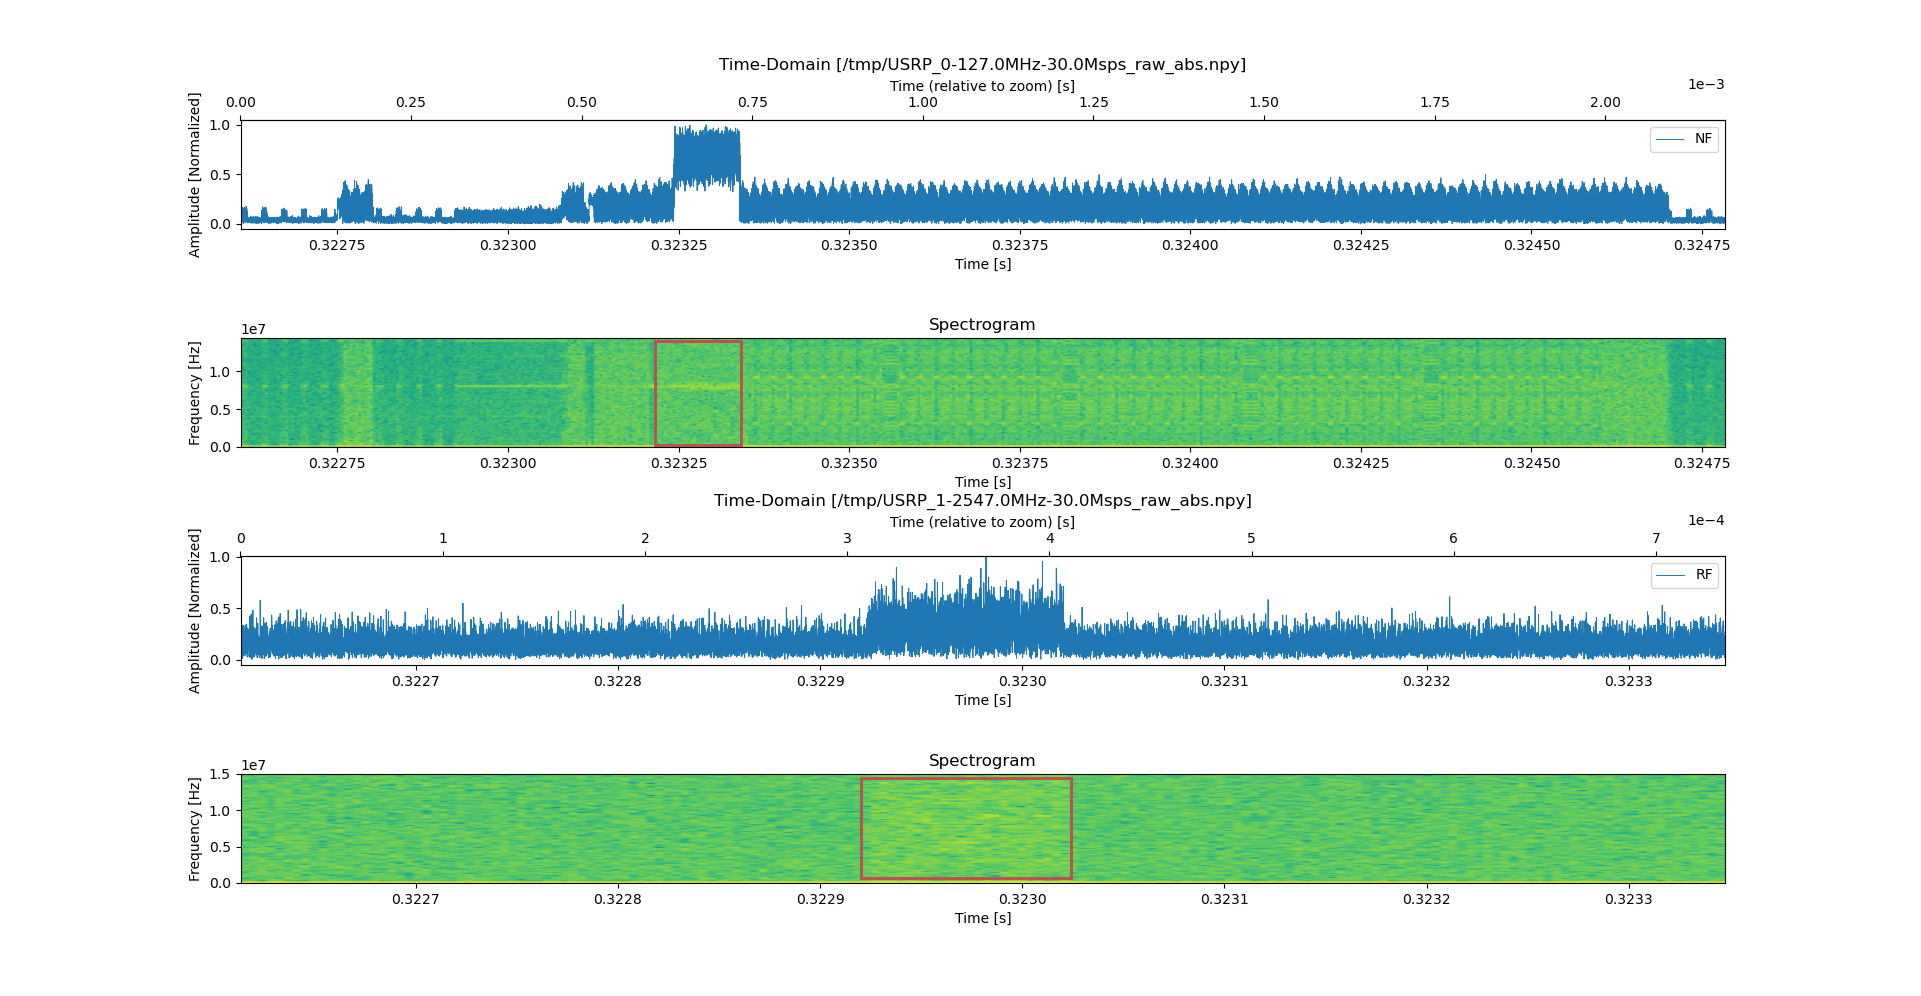 Time-Domain [/tmp/USRP_0-127.0MHz-30.0Msps_raw_abs.npy]
Time (relative to zoom) [s]
1e−3
0.00 0.25 0.50 0.75 1.00 1.25 1.50 1.75 2.00
Amplitude [Normalized]
1.0
0.5
0.0
NF
0.32275 0.32300 0.32325 0.32350 0.32375 0.32400 0.32425 0.32450 0.32475
Time [s]
Spectrogram
1e7
Frequency [Hz]
1.0
0.5
0.0
0.32275 0.32300 0.32325 0.32350 0.32375 0.32400 0.32425 0.32450 0.32475
Time [s]
Time-Domain [/tmp/USRP_1-2547.0MHz-30.0Msps_raw_abs.npy]
Time (relative to zoom) [s]
1e−4
0 1 2 3 4 5 6 7
Amplitude [Normalized]
1.0
0.5
0.0
RF
0.3227 0.3228 0.3229 0.3230 0.3231 0.3232 0.3233
Time [s]
Spectrogram
1e7
Frequency [Hz]
1.5
1.0
0.5
0.0
0.3227 0.3228 0.3229 0.3230 0.3231 0.3232 0.3233
Time [s]